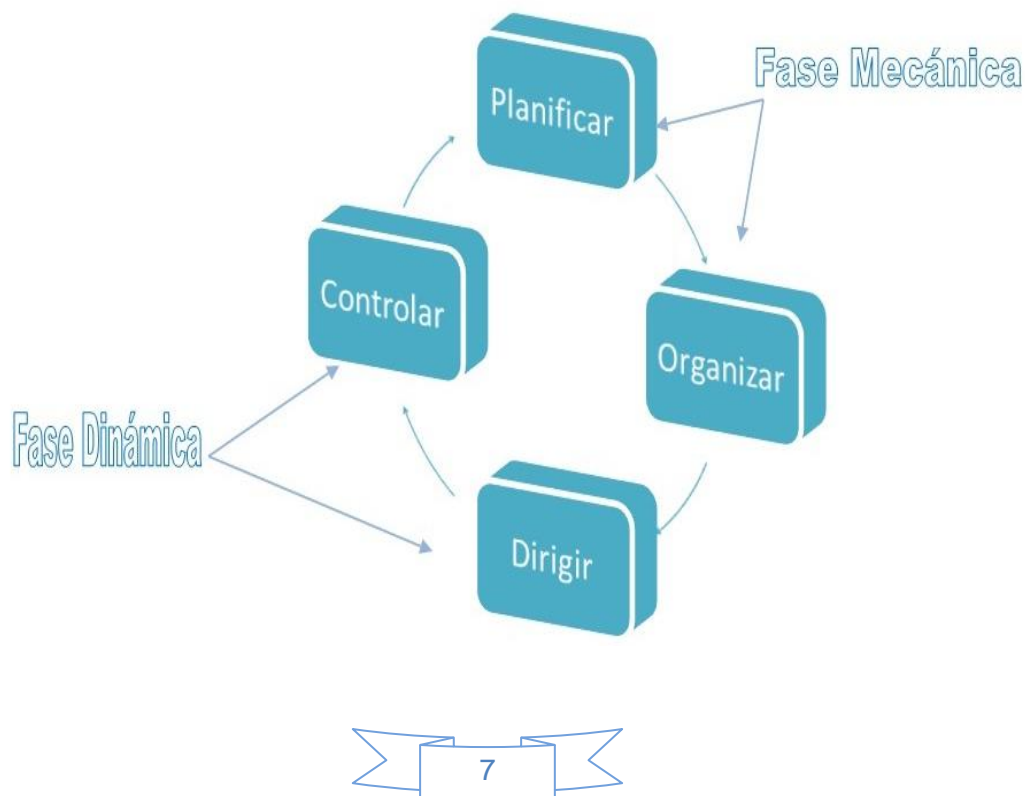 Fase Mecánica
Planificar
Controlar
Organizar
Fase Dinámica
Dirigir
7